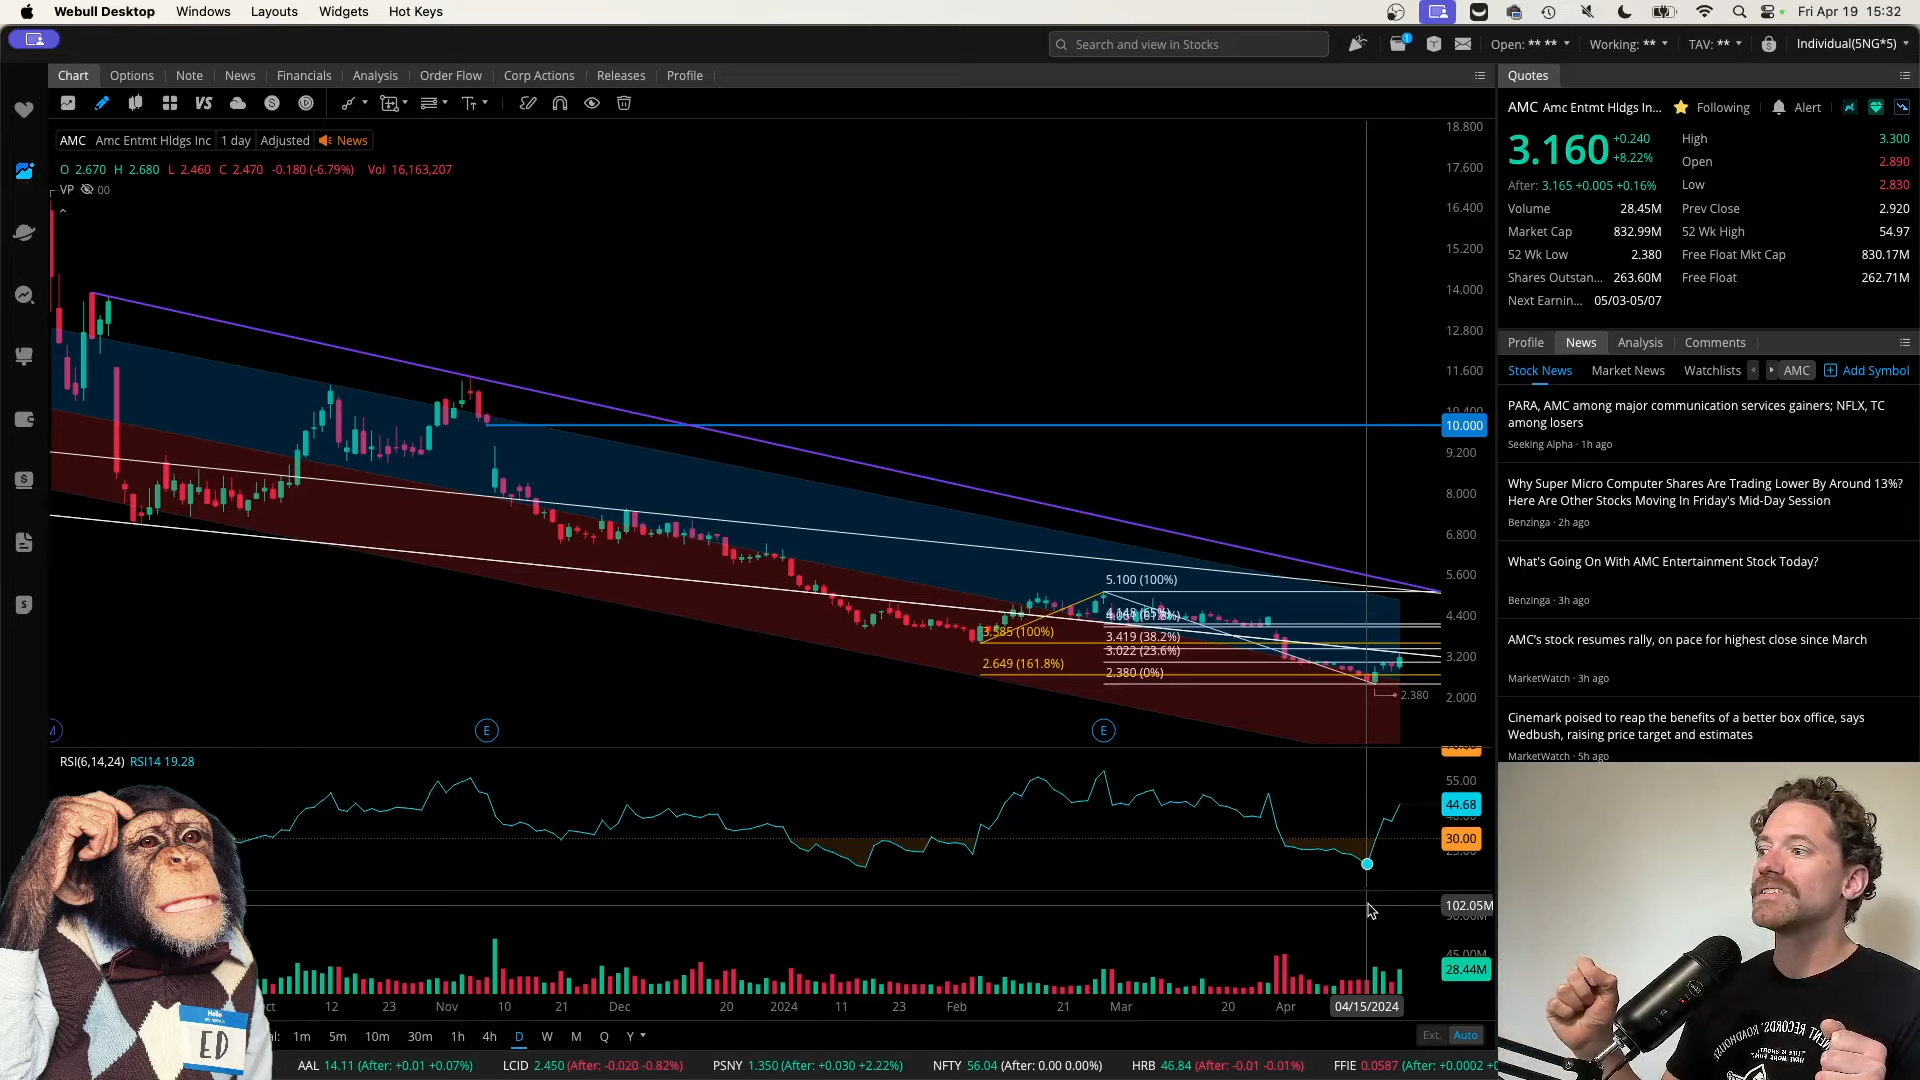 Webull Desktop Windows Layouts Widgets Hot Keys Fri Apr 19 15:32
Search and view in Stocks 1 Open: ** ** Working: ** TAV: ** Individual(5NG*5)
Chart Options Note News Financials Analysis Order Flow Corp Actions Releases Profile
Quotes
AMC Amc Entmt Hldgs In... Following Alert
3.160 +0.240
+8.22%
After: 3.165 +0.005 +0.16%
High 3.300
Open 2.890
Low 2.830
Volume 28.45M Prev Close 2.920
Market Cap 832.99M 52 Wk High 54.97
52 Wk Low 2.380 Free Float Mkt Cap 830.17M
Shares Outstan... 263.60M Free Float 262.71M
Next Earnin... 05/03-05/07
AMC Amc Entmt Hldgs Inc 1 day Adjusted News
O 2.670 H 2.680 L 2.460 C 2.470 -0.180 (-6.79%) Vol 16,163,207
VP 00
18.800
17.600
16.400
15.200
14.000
12.800
11.600
10.400
10.000
9.200
8.000
6.800
5.600
4.400
3.200
2.000
5.100 (100%)
3.585 (100%)
3.419 (38.2%)
3.022 (23.6%)
2.649 (161.8%)
2.380 (0%)
2.380
E E
RSI(6,14,24) RSI14 19.28
55.00
44.68
30.00
102.05M
28.44M
12 23 Nov 10 21 Dec 20 2024 11 23 Feb 21 Mar 20 Apr 04/15/2024
1m 5m 10m 30m 1h 4h D W M Q Y Ext. Auto
AAL 14.11 (After: +0.01 +0.07%) LCID 2.450 (After: -0.020 -0.82%) PSNY 1.350 (After: +0.030 +2.22%) NFTY 56.04 (After: 0.00 0.00%) HRB 46.84 (After: -0.01 -0.01%) FFIE 0.0587 (After: +0.0002
Profile News Analysis Comments
Stock News Market News Watchlists AMC Add Symbol
PARA, AMC among major communication services gainers; NFLX, TC
among losers
Seeking Alpha · 1h ago
Why Super Micro Computer Shares Are Trading Lower By Around 13%?
Here Are Other Stocks Moving In Friday's Mid-Day Session
Benzinga · 2h ago
What's Going On With AMC Entertainment Stock Today?
Benzinga · 3h ago
AMC's stock resumes rally, on pace for highest close since March
MarketWatch · 3h ago
Cinemark poised to reap the benefits of a better box office, says
Wedbush, raising price target and estimates
MarketWatch · 5h ago
Hello
ED